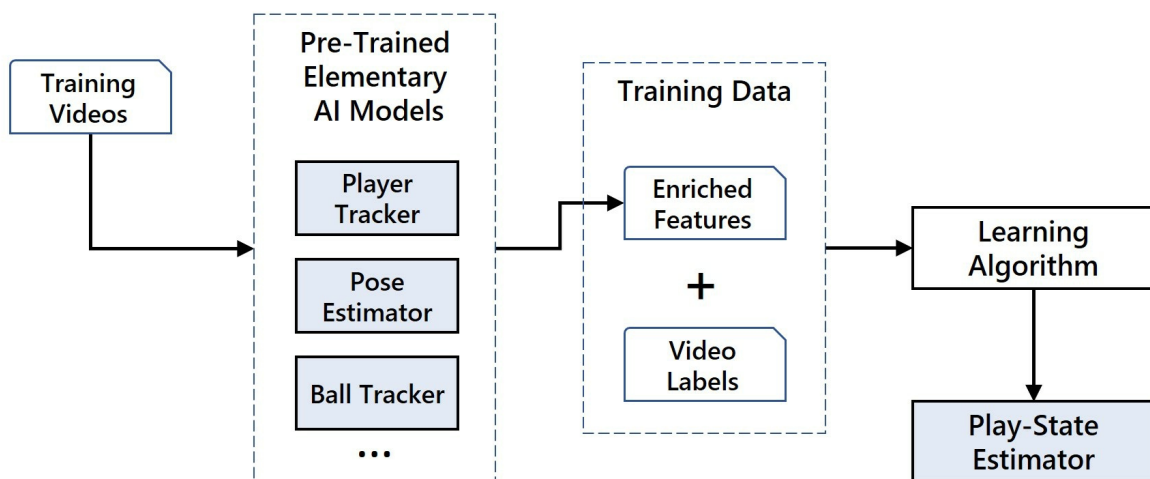 Training
Videos
Pre-Trained
Elementary
AI Models
Player
Tracker
Pose
Estimator
Ball Tracker
...
Training Data
Enriched
Features
+
Video
Labels
Learning
Algorithm
Play-State
Estimator